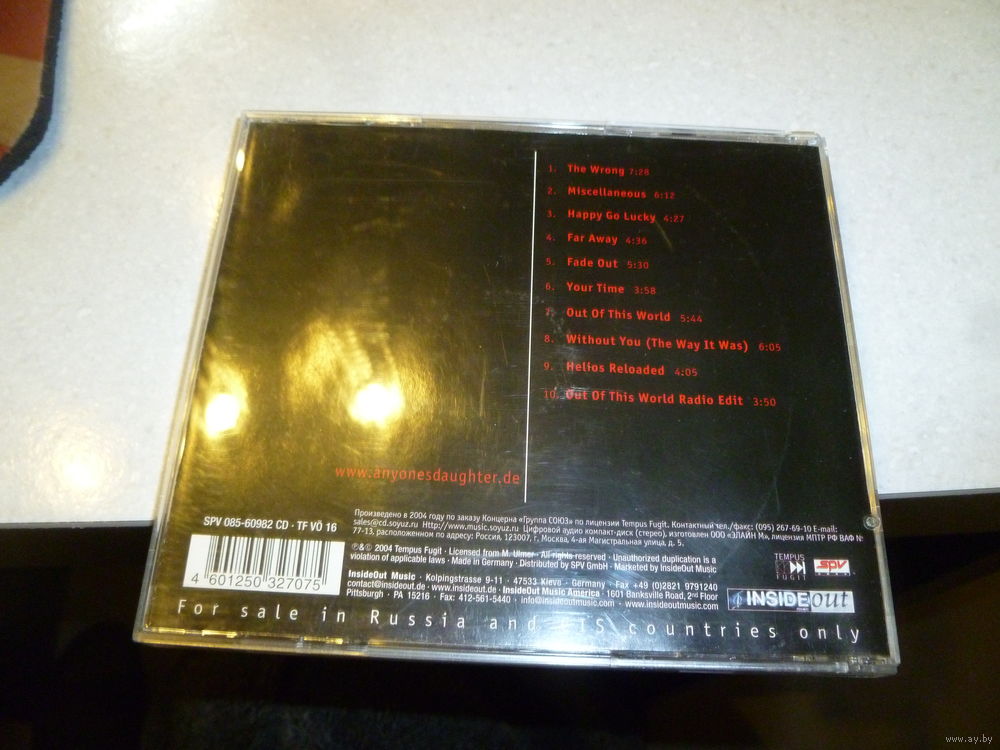 1. The Wrong 7:28
2. Miscellaneous 6:12
3. Happy Go Lucky 4:27
4. Far Away 4:36
5. Fade Out 5:30
6. Your Time 3:58
7. Out Of This World 5:44
8. Without You (The Way It Was) 6:05
9. Helios Reloaded 4:05
10. Out Of This World Radio Edit 3:50
www.anyonesdaughter.de
SPV 085-60982 CD · TF VÖ 16
4 601250 327075
Произведено в 2004 году по заказу Концерна «Группа СОЮЗ» по лицензии Tempus Fugit. Контактный тел./факс: (095) 267-69-10 E-mail:
sales@cd.soyuz.ru Http://www.music.soyuz.ru Цифровой аудио компакт-диск (стерео), изготовлен ООО «ЭЛАЙН М», лицензия МПТР РФ ВАФ №
77-13, расположенном по адресу: Россия, 123007, г. Москва, 4-ая Магистральная улица, д. 5.
℗&© 2004 Tempus Fugit · Licensed from M. Ulmer · All rights reserved · Unauthorized duplication is a
violation of applicable laws · Made in Germany · Distributed by SPV GmbH · Marketed by InsideOut Music
InsideOut Music · Kolpingstrasse 9-11 · 47533 Kleve · Germany · Fax +49 (0)2821 9791240
contact@insideout.de · www.insideout.de · InsideOut Music America · 1601 Banksville Road, 2nd Floor
Pittsburgh · PA 15216 · Fax: 412-561-5440 · info@insideoutmusic.com · www.insideoutmusic.com
TEMPUS
FUGIT
SPV
INSIDEout
For sale in Russia and CIS countries only
www.ay.by